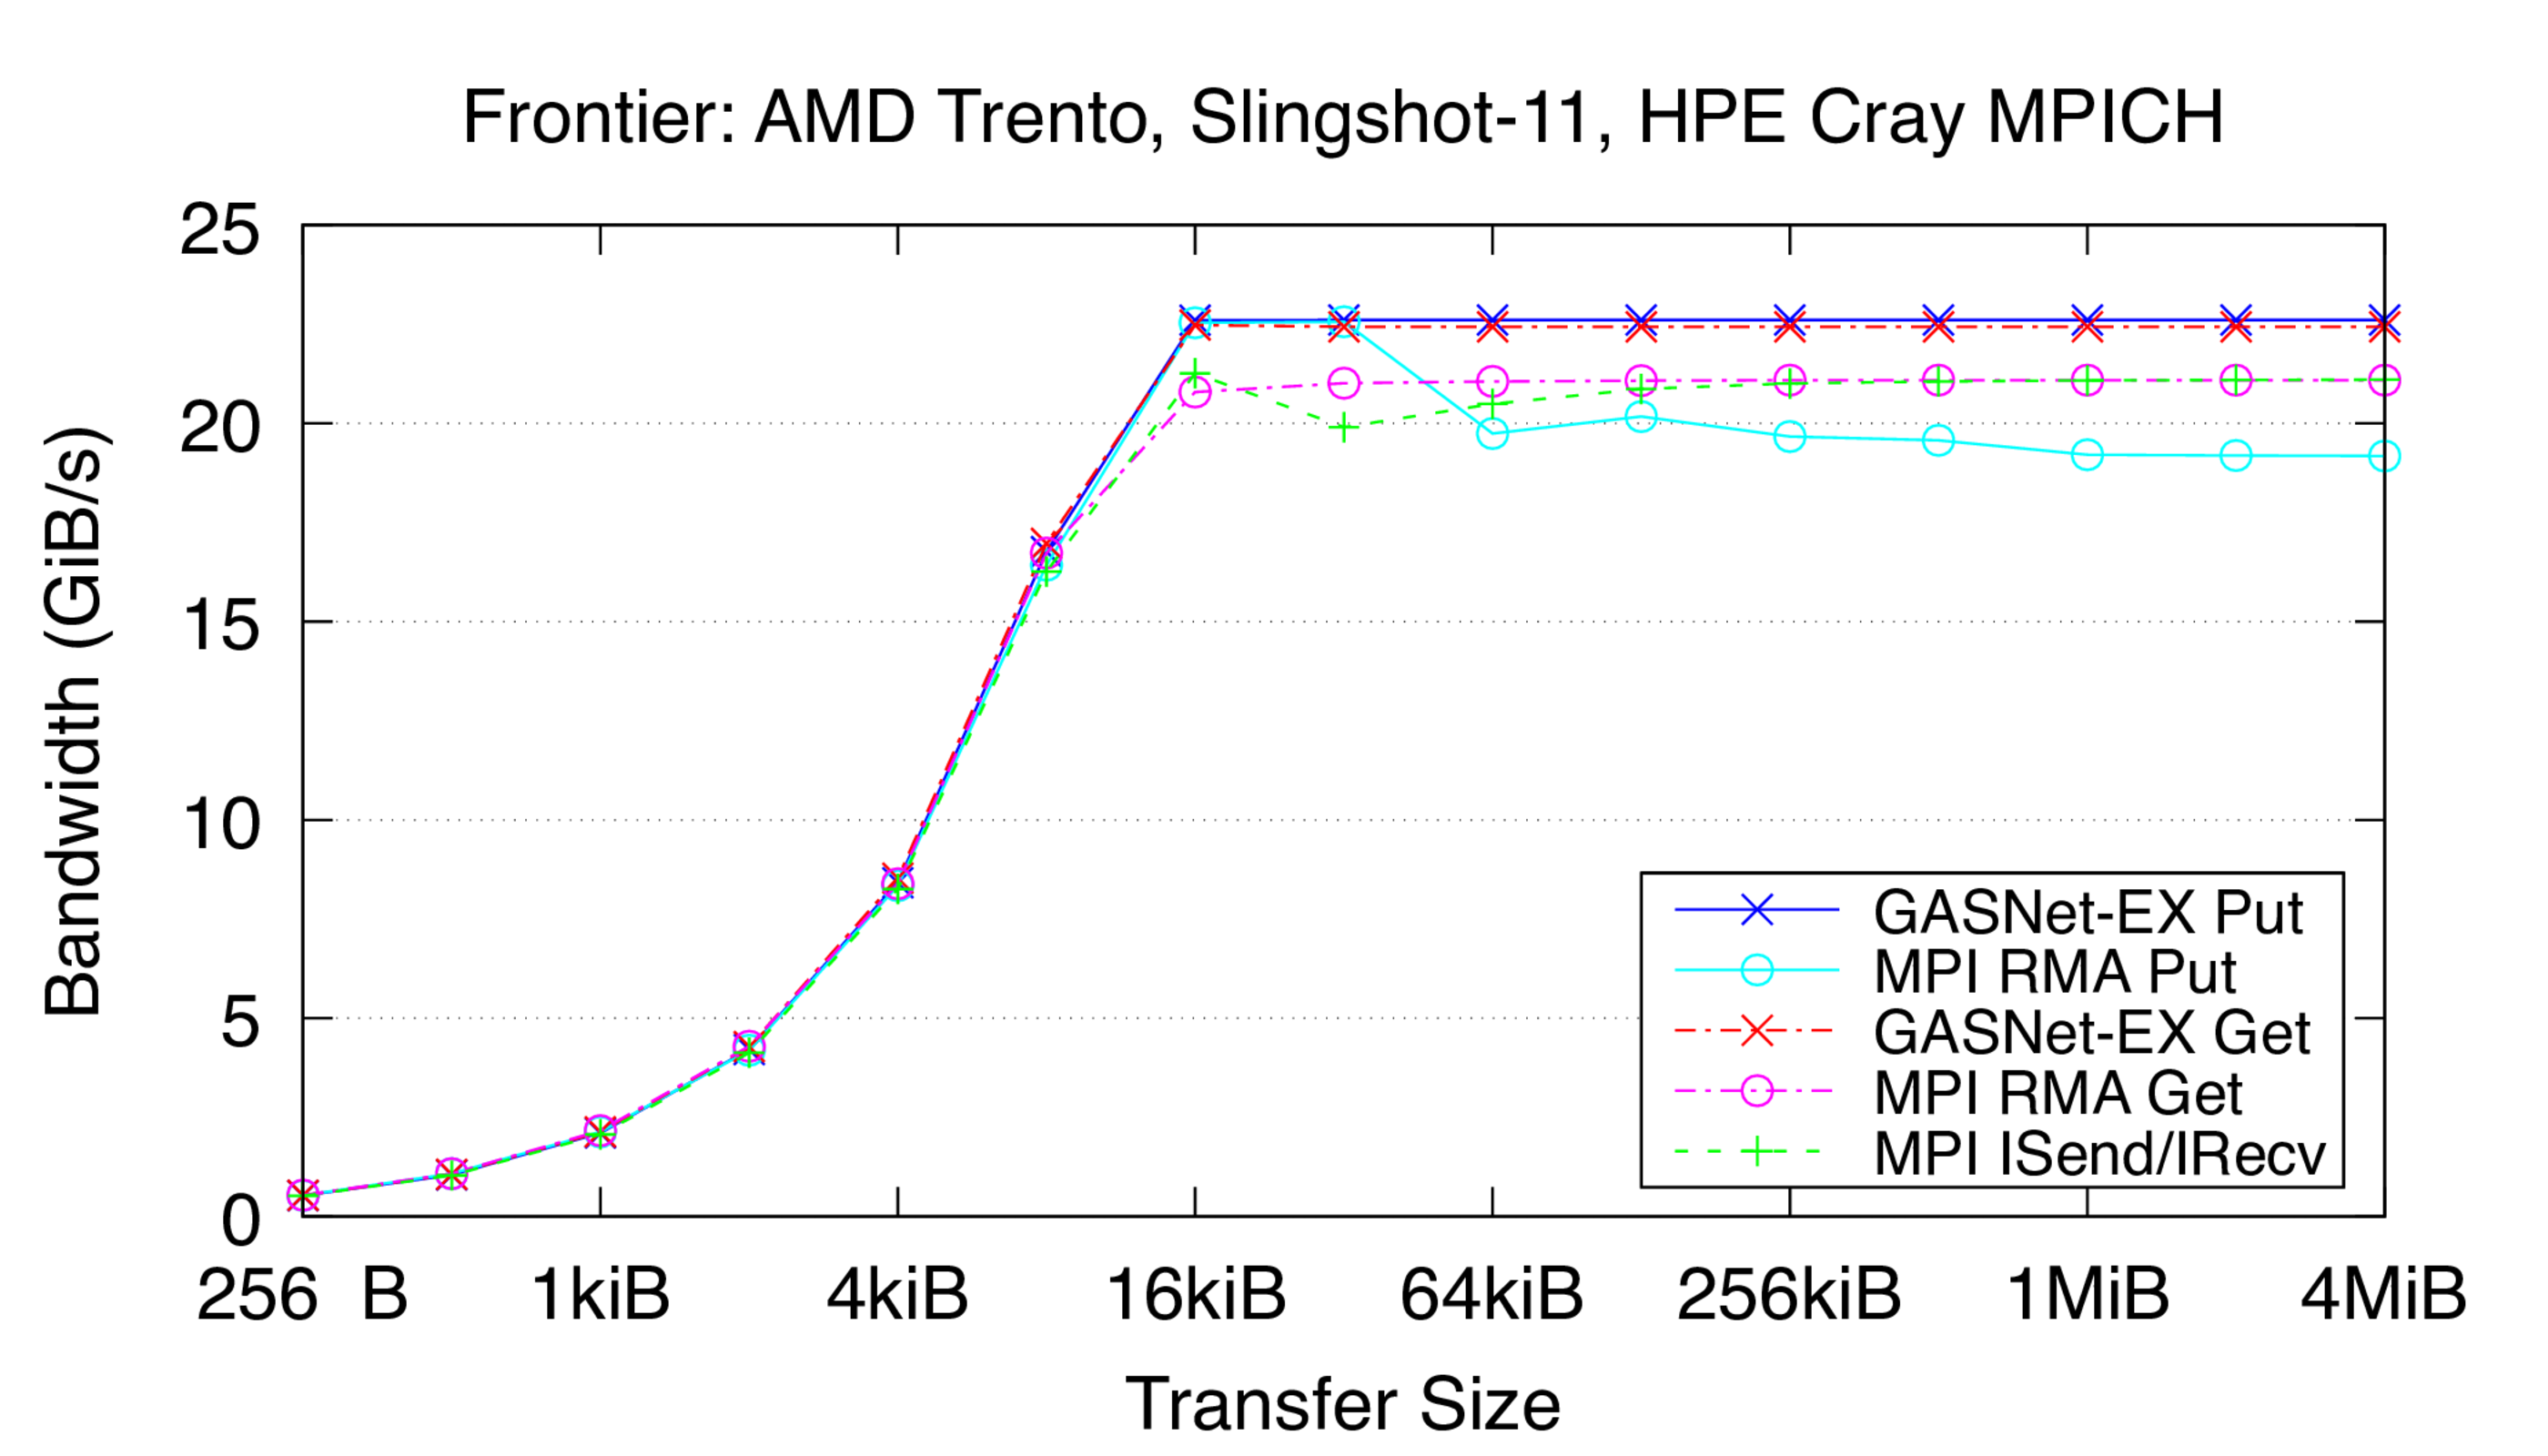 Frontier: AMD Trento, Slingshot-11, HPE Cray MPICH
25
20
15
10
5
0
Bandwidth (GiB/s)
GASNet-EX Put
MPI RMA Put
GASNet-EX Get
MPI RMA Get
MPI ISend/IRecv
256 B 1kiB 4kiB 16kiB 64kiB 256kiB 1MiB 4MiB
Transfer Size